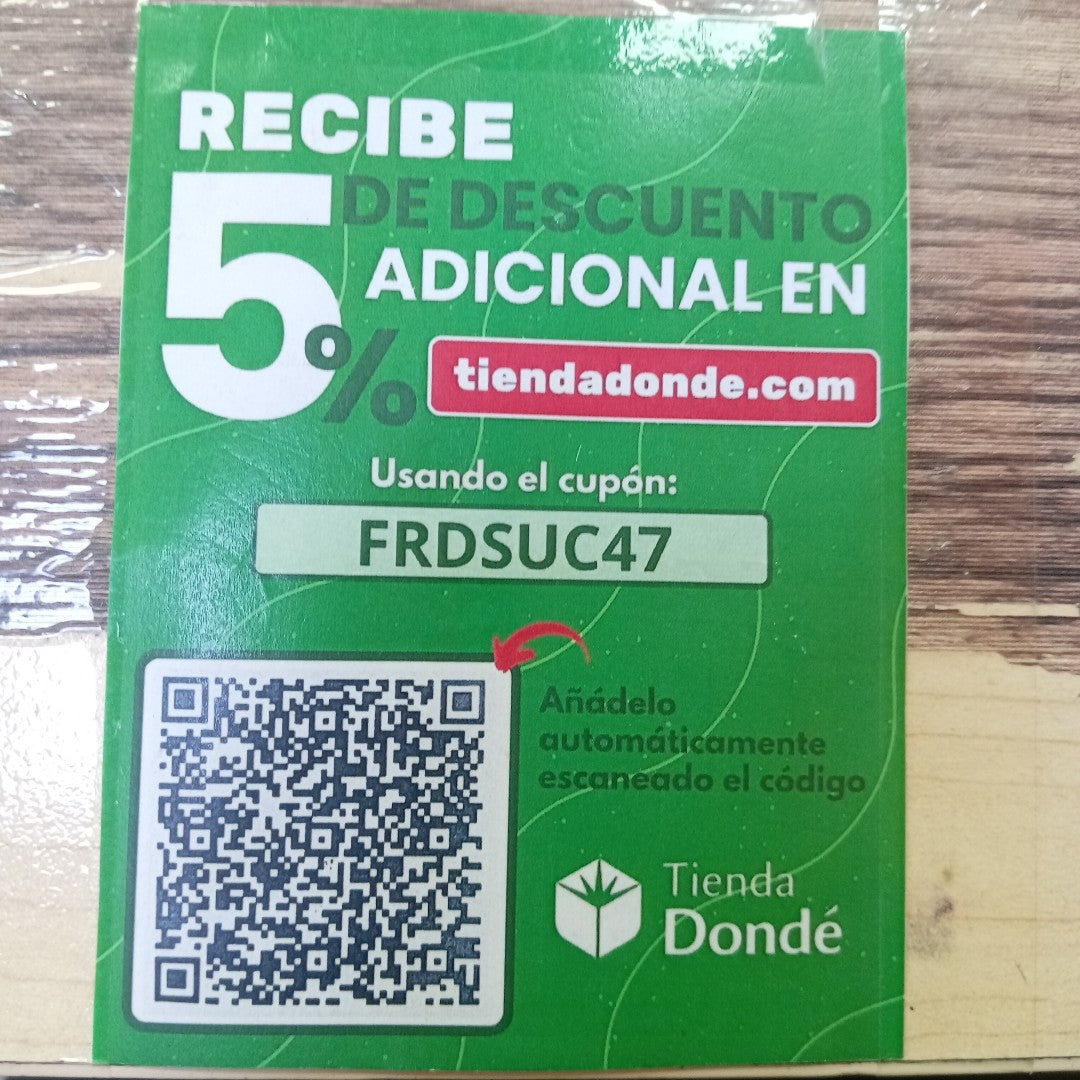 RECIBE
5% DE DESCUENTO
ADICIONAL EN
tiendadonde.com
Usando el cupón:
FRDSUC47
Añádelo
automáticamente
escaneado el código
Tienda
Dondé